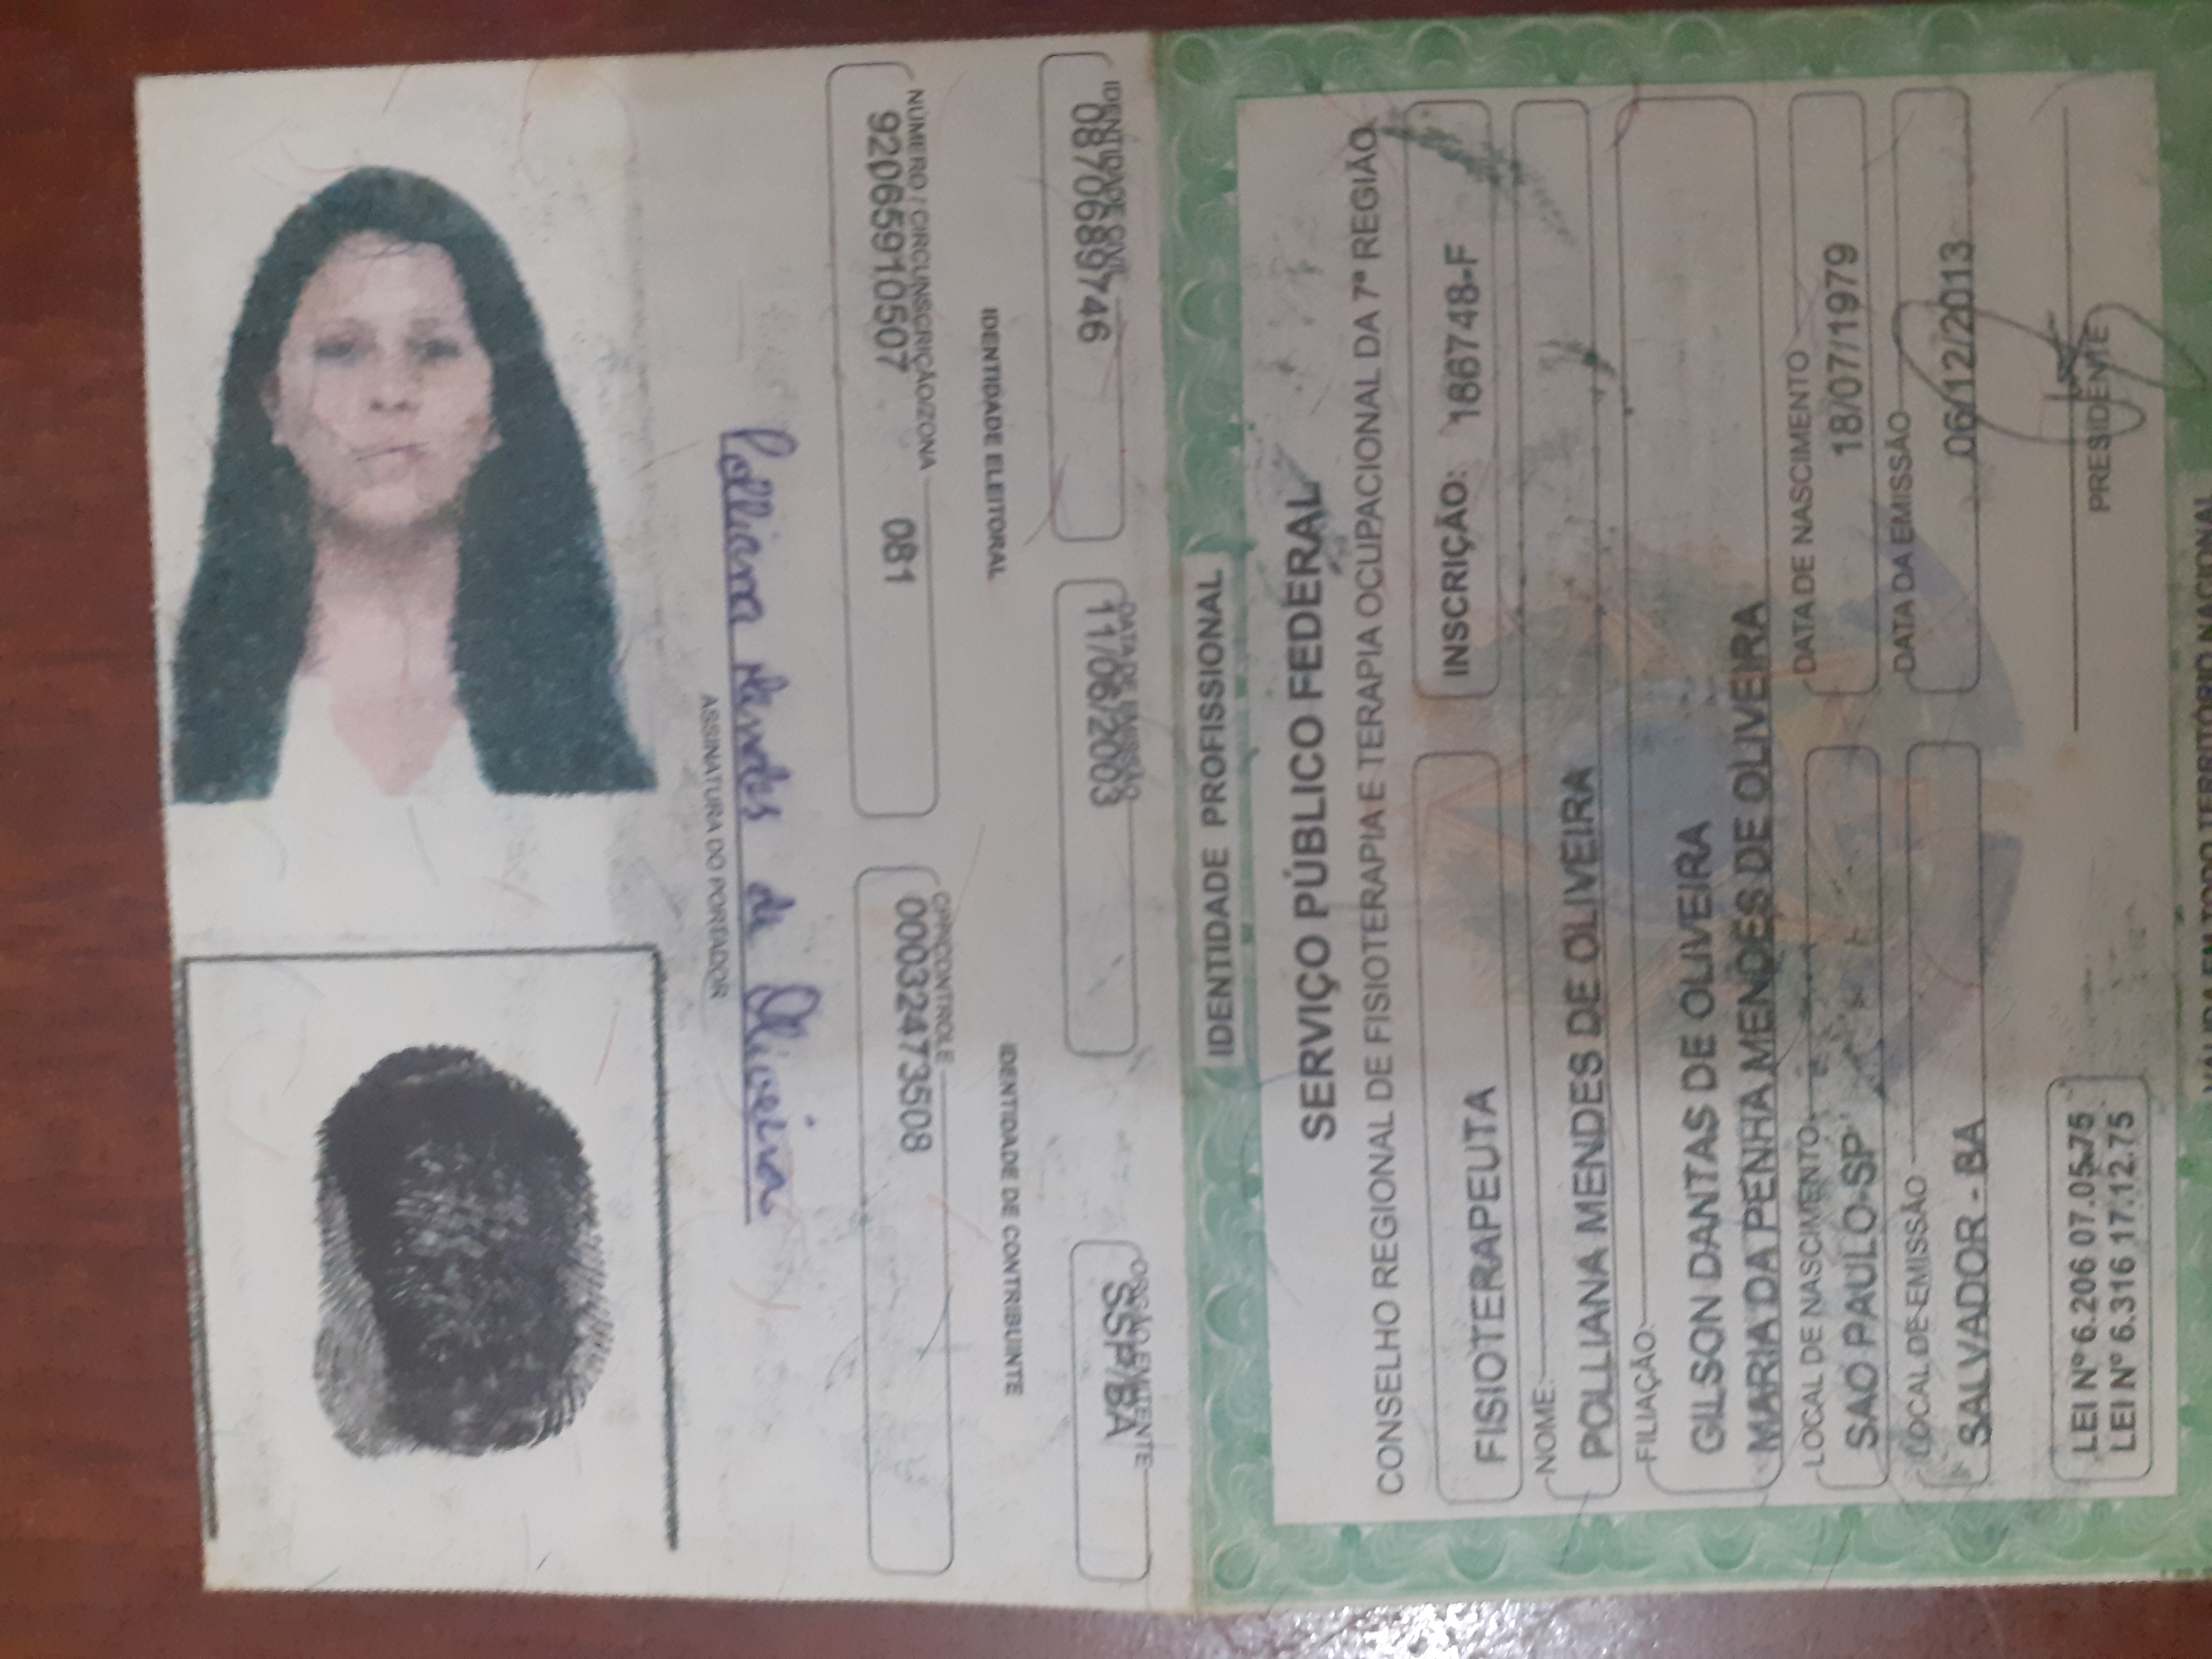 IDENTIDADE PROFISSIONAL
SERVIÇO PÚBLICO FEDERAL
CONSELHO REGIONAL DE FISIOTERAPIA E TERAPIA OCUPACIONAL DA 7ª REGIÃO
FISIOTERAPEUTA INSCRIÇÃO: 186748-F
NOME:
POLLIANA MENDES DE OLIVEIRA
FILIAÇÃO:
GILSON DANTAS DE OLIVEIRA
MARIA DA PENHA MENDES DE OLIVEIRA
LOCAL DE NASCIMENTO DATA DE NASCIMENTO
SAO PAULO-SP 18/07/1979
LOCAL DE EMISSÃO DATA DA EMISSÃO
SALVADOR - BA 06/12/2013
LEI Nº 6.206 07.05.75
LEI Nº 6.316 17.12.75
PRESIDENTE
VÁLIDA EM TODO TERRITÓRIO NACIONAL
IDENTIDADE CIVIL DATA DE EMISSÃO ORGÃO EMITENTE
0870689746 11/06/2003 SSP/BA
IDENTIDADE ELEITORAL IDENTIDADE DE CONTRIBUINTE
NÚMERO / CIRCUNSCRIÇÃO/ZONA CPF/CONTROLE
92065910507 081 00032473508
Polliana Mendes de Oliveira
ASSINATURA DO PORTADOR